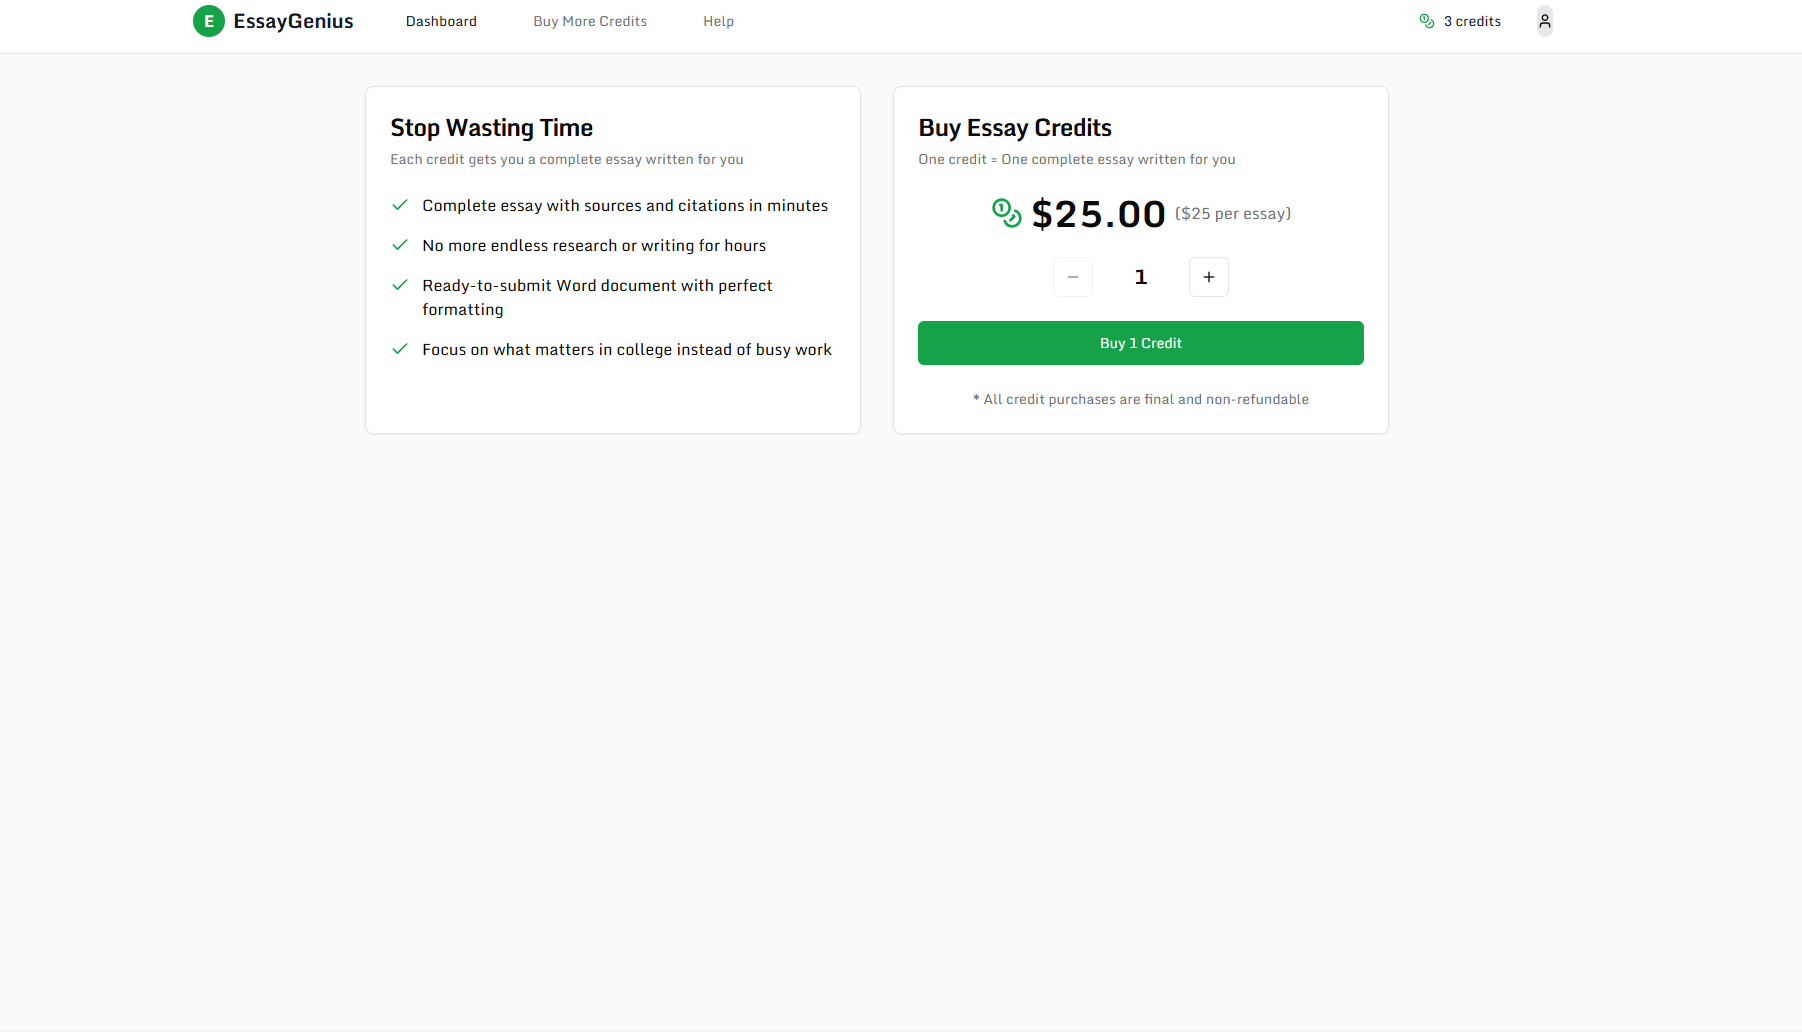 E EssayGenius Dashboard Buy More Credits Help 3 credits
Stop Wasting Time
Each credit gets you a complete essay written for you
Complete essay with sources and citations in minutes
No more endless research or writing for hours
Ready-to-submit Word document with perfect
formatting
Focus on what matters in college instead of busy work
Buy Essay Credits
One credit = One complete essay written for you
$25.00 ($25 per essay)
− 1 +
Buy 1 Credit
* All credit purchases are final and non-refundable